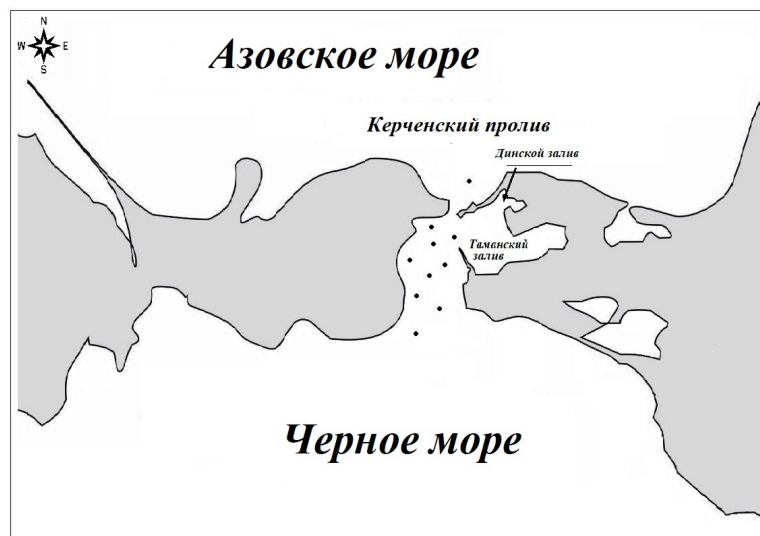 N
W E
S
Азовское море
Керченский пролив
Динской залив
Таманский
залив
Черное море